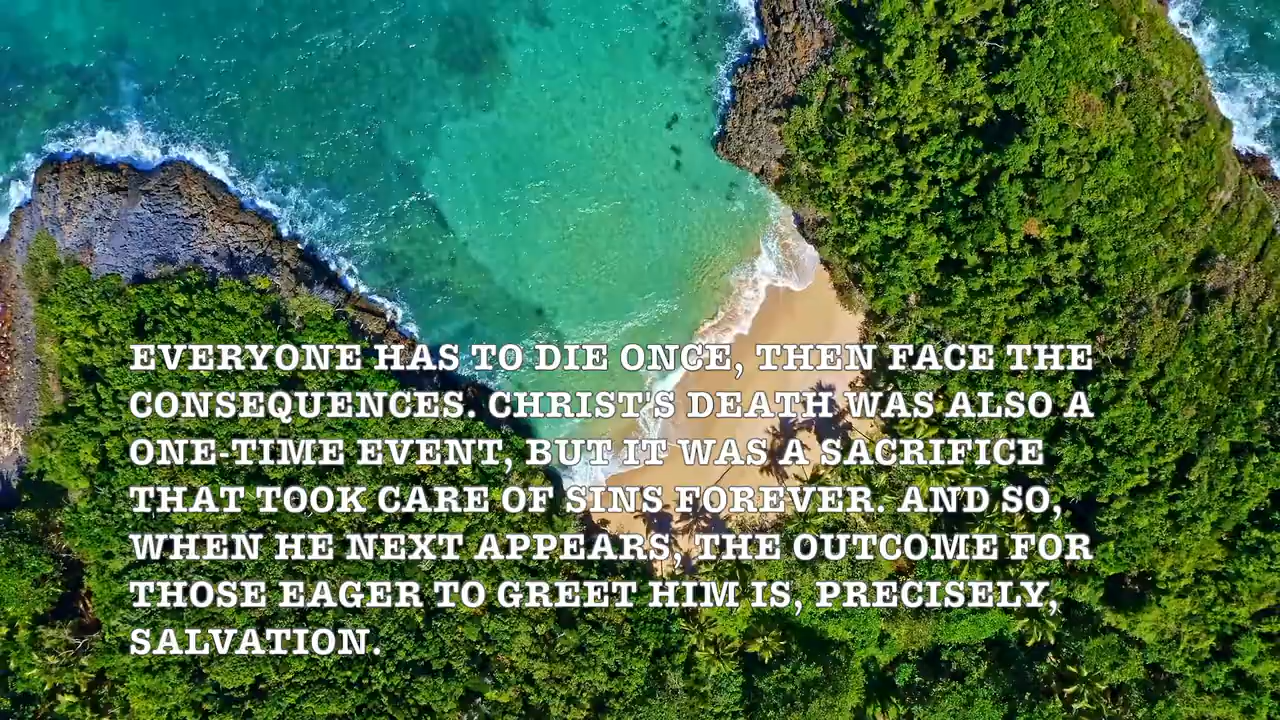 EVERYONE HAS TO DIE ONCE, THEN FACE THE
CONSEQUENCES. CHRIST'S DEATH WAS ALSO A
ONE-TIME EVENT, BUT IT WAS A SACRIFICE
THAT TOOK CARE OF SINS FOREVER. AND SO,
WHEN HE NEXT APPEARS, THE OUTCOME FOR
THOSE EAGER TO GREET HIM IS, PRECISELY,
SALVATION.